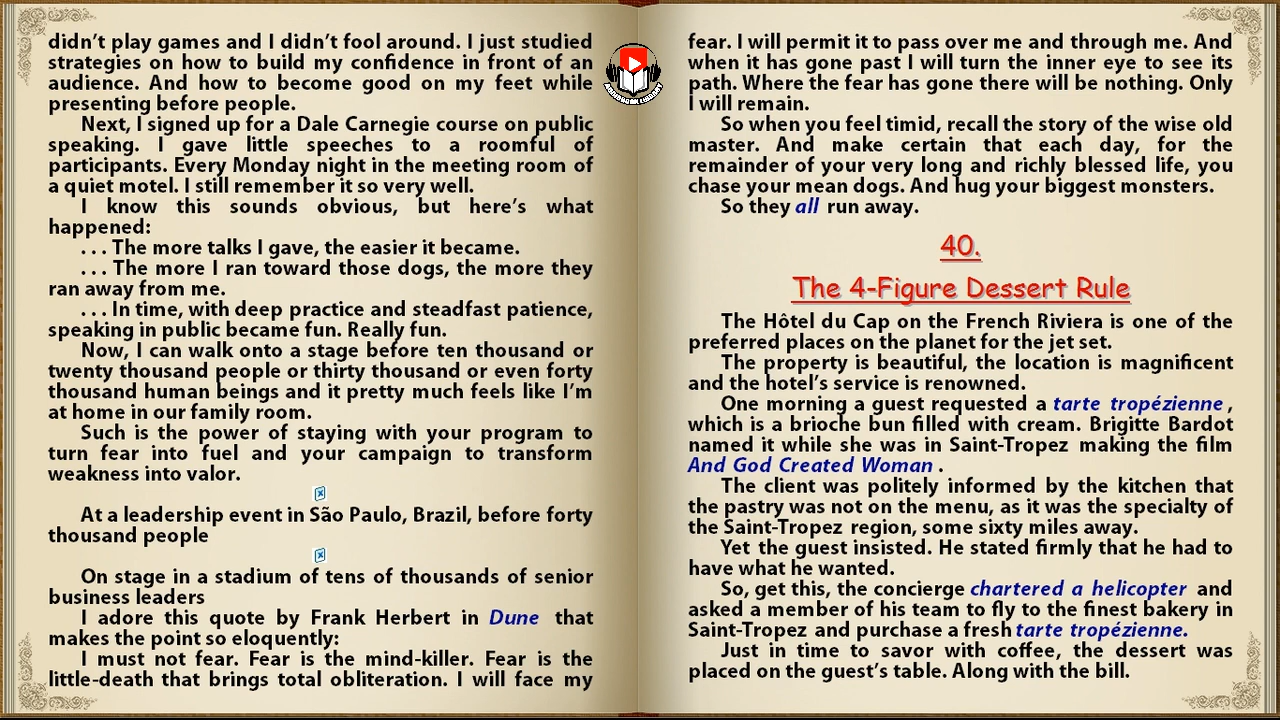 didn’t play games and I didn’t fool around. I just studied
strategies on how to build my confidence in front of an
audience. And how to become good on my feet while
presenting before people.
Next, I signed up for a Dale Carnegie course on public
speaking. I gave little speeches to a roomful of
participants. Every Monday night in the meeting room of
a quiet motel. I still remember it so very well.
I know this sounds obvious, but here’s what
happened:
. . . The more talks I gave, the easier it became.
. . . The more I ran toward those dogs, the more they
ran away from me.
. . . In time, with deep practice and steadfast patience,
speaking in public became fun. Really fun.
Now, I can walk onto a stage before ten thousand or
twenty thousand people or thirty thousand or even forty
thousand human beings and it pretty much feels like I’m
at home in our family room.
Such is the power of staying with your program to
turn fear into fuel and your campaign to transform
weakness into valor.
At a leadership event in São Paulo, Brazil, before forty
thousand people
On stage in a stadium of tens of thousands of senior
business leaders
I adore this quote by Frank Herbert in Dune that
makes the point so eloquently:
I must not fear. Fear is the mind-killer. Fear is the
little-death that brings total obliteration. I will face my
fear. I will permit it to pass over me and through me. And
when it has gone past I will turn the inner eye to see its
path. Where the fear has gone there will be nothing. Only
I will remain.
So when you feel timid, recall the story of the wise old
master. And make certain that each day, for the
remainder of your very long and richly blessed life, you
chase your mean dogs. And hug your biggest monsters.
So they all run away.
40.
The 4-Figure Dessert Rule
The Hôtel du Cap on the French Riviera is one of the
preferred places on the planet for the jet set.
The property is beautiful, the location is magnificent
and the hotel’s service is renowned.
One morning a guest requested a tarte tropézienne ,
which is a brioche bun filled with cream. Brigitte Bardot
named it while she was in Saint-Tropez making the film
And God Created Woman .
The client was politely informed by the kitchen that
the pastry was not on the menu, as it was the specialty of
the Saint-Tropez region, some sixty miles away.
Yet the guest insisted. He stated firmly that he had to
have what he wanted.
So, get this, the concierge chartered a helicopter and
asked a member of his team to fly to the finest bakery in
Saint-Tropez and purchase a fresh tarte tropézienne.
Just in time to savor with coffee, the dessert was
placed on the guest’s table. Along with the bill.